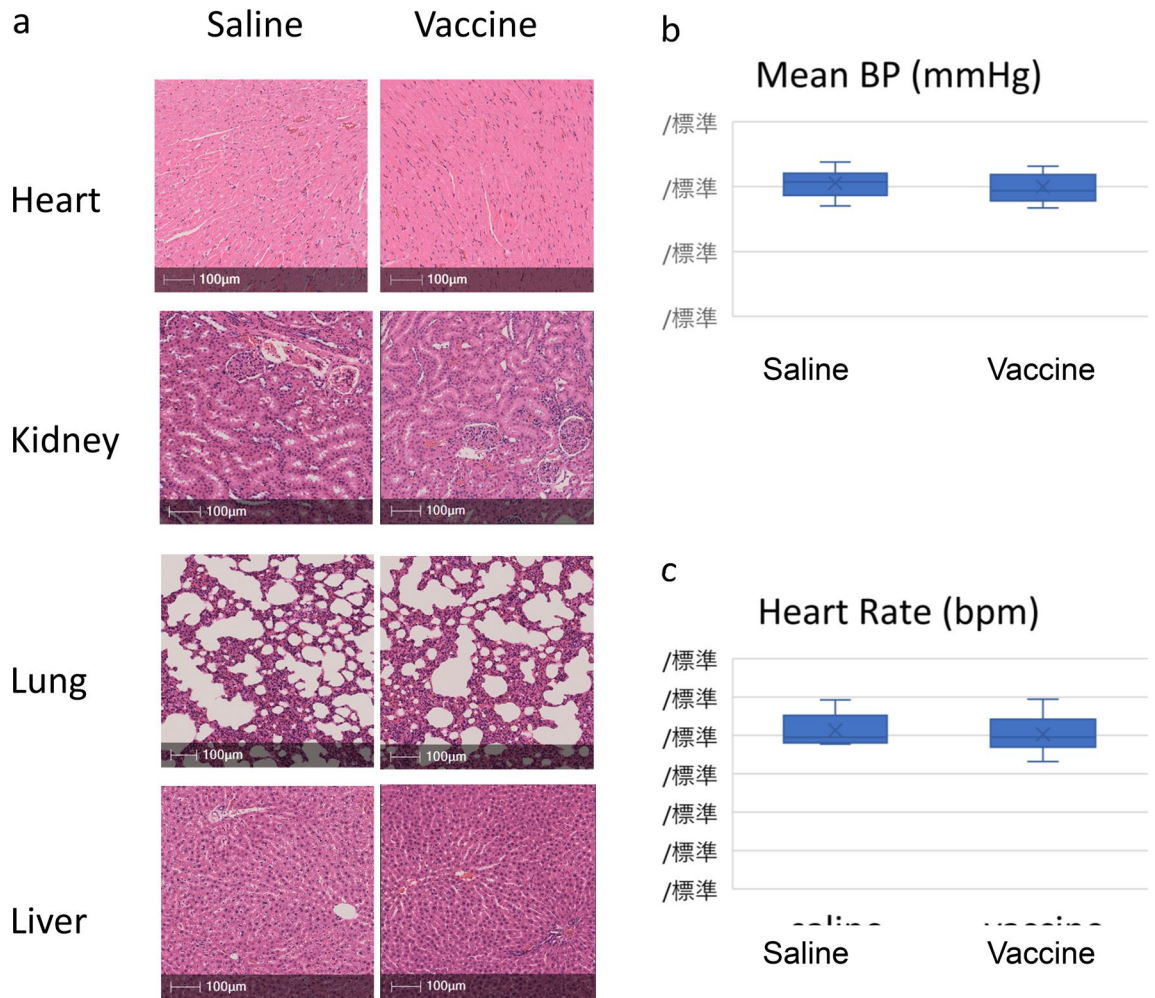 a
Saline Vaccine
Heart
100μm 100μm
Kidney
100μm 100μm
Lung
100μm 100μm
Liver
100μm 100μm
b
Mean BP (mmHg)
/標準
/標準
/標準
/標準
Saline Vaccine
c
Heart Rate (bpm)
/標準
/標準
/標準
/標準
/標準
/標準
/標準
saline vaccine
Saline Vaccine